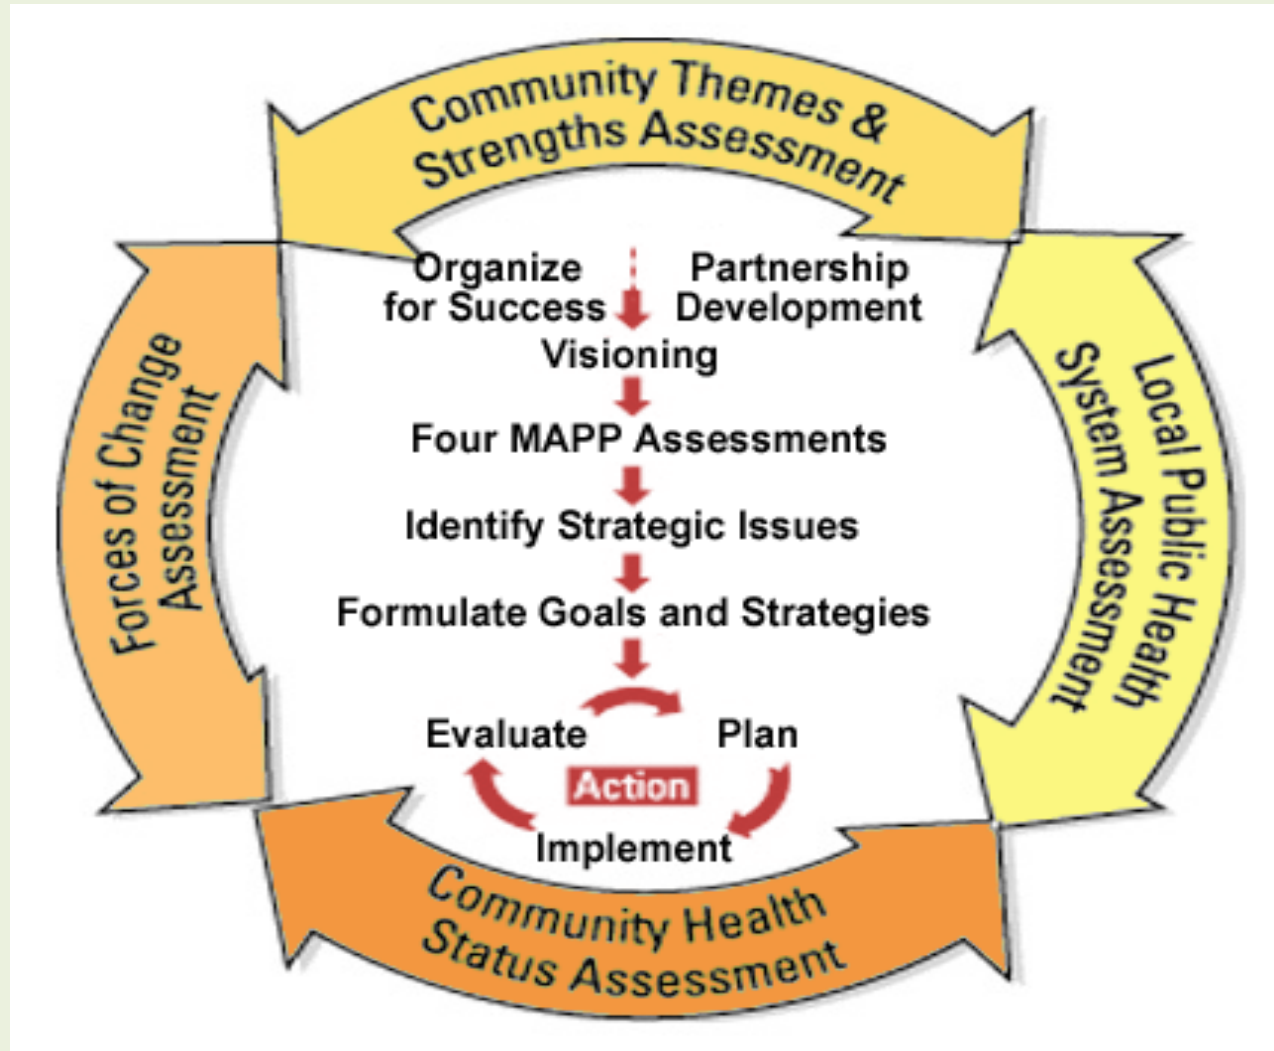 Community Themes &
Strengths Assessment
Organize
for Success
Partnership
Development
Visioning
Four MAPP Assessments
Identify Strategic Issues
Formulate Goals and Strategies
Evaluate
Plan
Action
Implement
Forces of Change
Assessment
Local Public Health
System Assessment
Community Health
Status Assessment